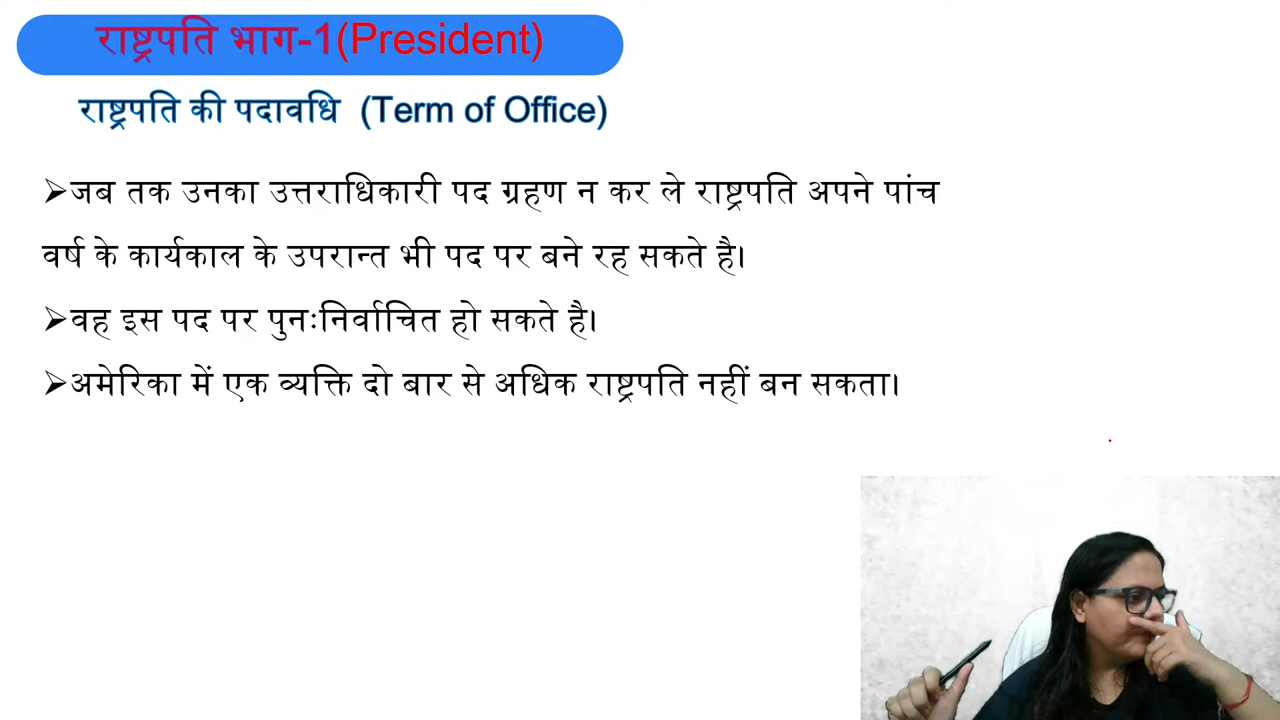 राष्ट्रपति भाग-1(President)
राष्ट्रपति की पदावधि (Term of Office)
➢जब तक उनका उत्तराधिकारी पद ग्रहण न कर ले राष्ट्रपति अपने पांच
वर्ष के कार्यकाल के उपरान्त भी पद पर बने रह सकते है।
➢वह इस पद पर पुनःनिर्वाचित हो सकते है।
➢अमेरिका में एक व्यक्ति दो बार से अधिक राष्ट्रपति नहीं बन सकता।